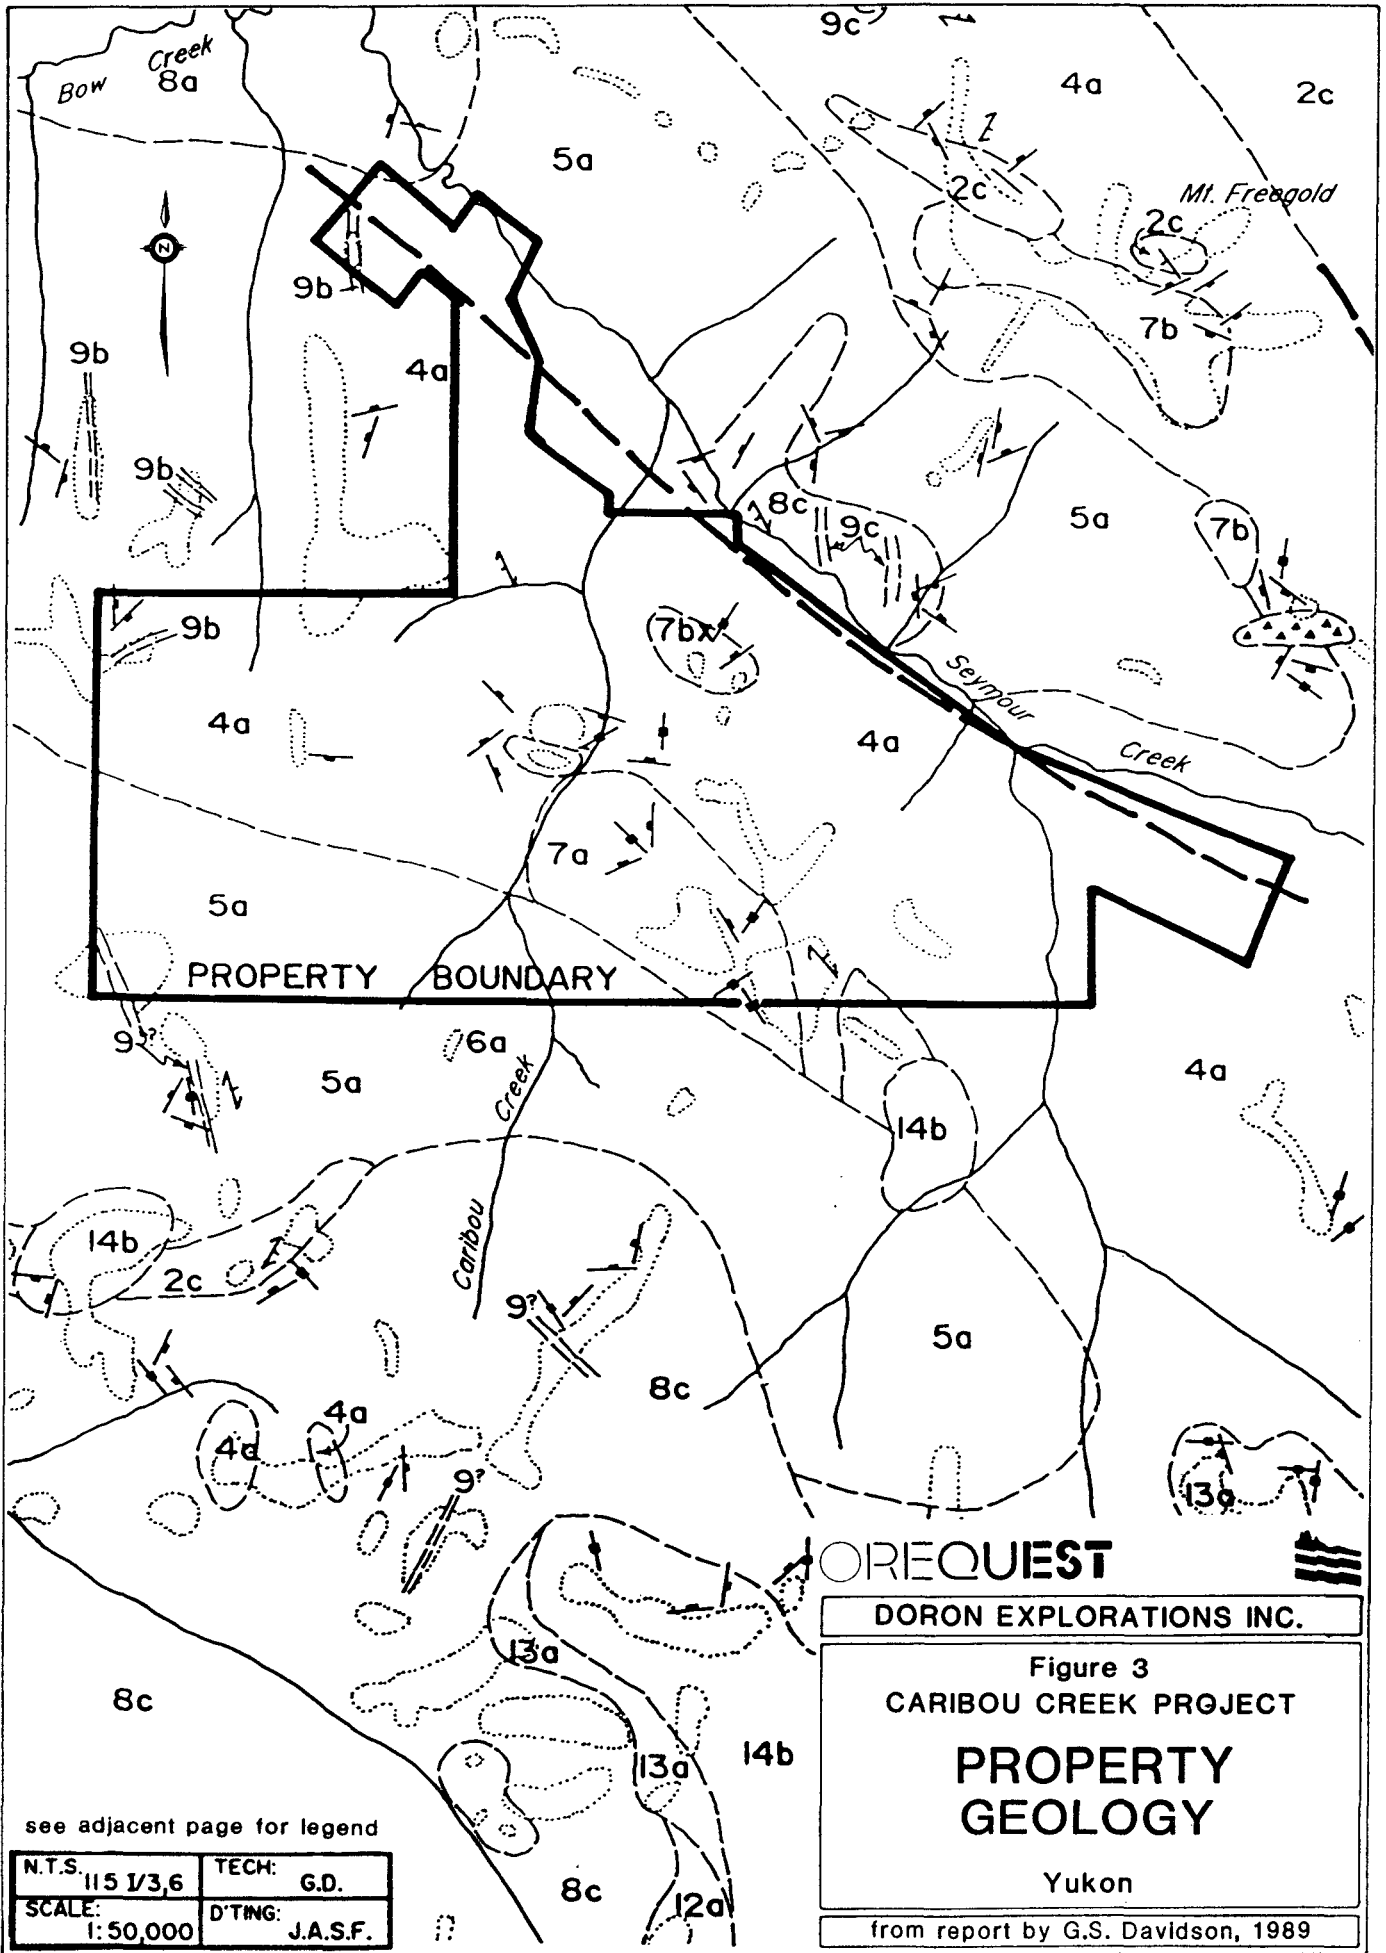 9c
Bow Creek
8a
4a
2c
5a
2c
Mt. Freegold
2c
N
9b
7b
9b
4a
9b
8c
9c
5a
7b
9b
7bx
4a
Seymour Creek
4a
7a
5a
PROPERTY BOUNDARY
9?
6a
5a
4a
Caribou Creek
14b
14b
2c
9?
5a
8c
4a
4a
9?
13a
OREQUEST
DORON EXPLORATIONS INC.
13a
Figure 3
8c
CARIBOU CREEK PROJECT
14b
13a
PROPERTY
GEOLOGY
see adjacent page for legend
N.T.S. 115 I/3,6
TECH: G.D.
SCALE: 1:50,000
D'TING: J.A.S.F.
8c
12a
Yukon
from report by G.S. Davidson, 1989